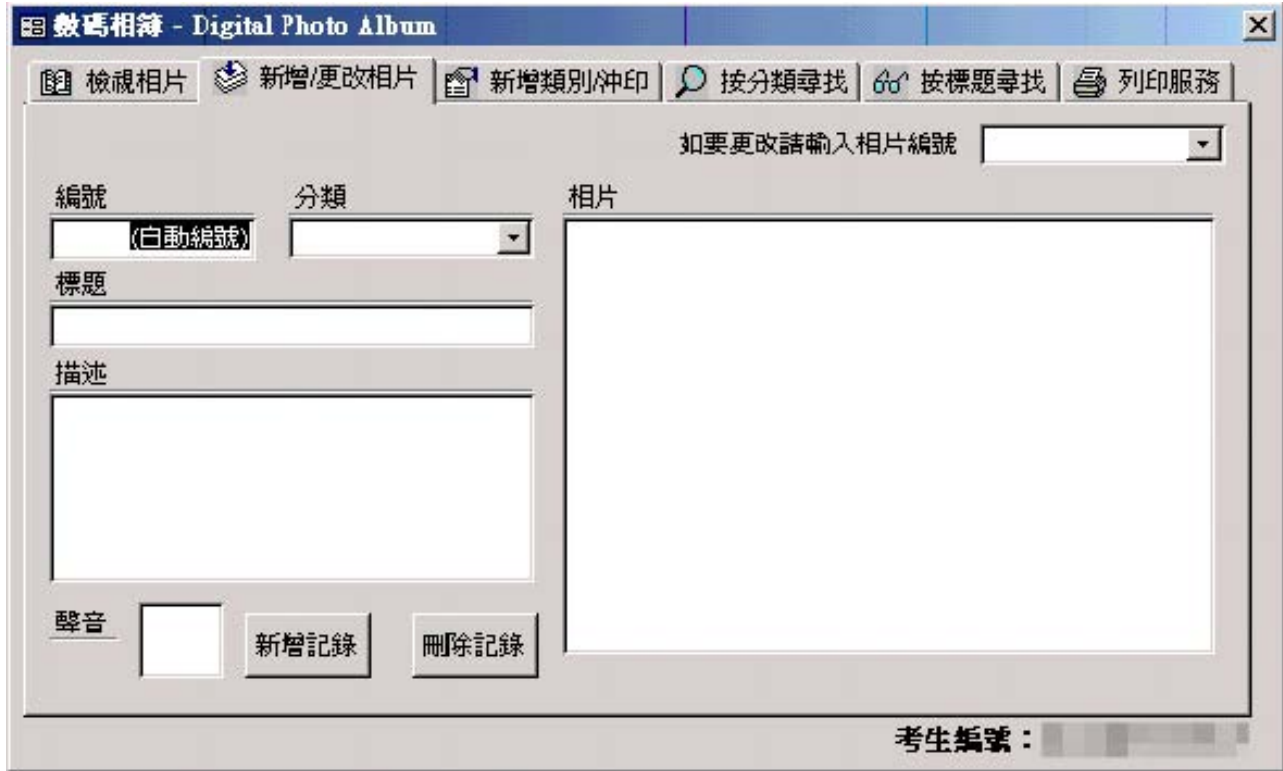 數碼相簿 - Digital Photo Album
檢視相片 新增/更改相片 新增類別/沖印 按分類尋找 按標題尋找 列印服務
如要更改請輸入相片編號
編號 分類 相片
(自動編號)
標題
描述
聲音 新增記錄 刪除記錄
考生編號：